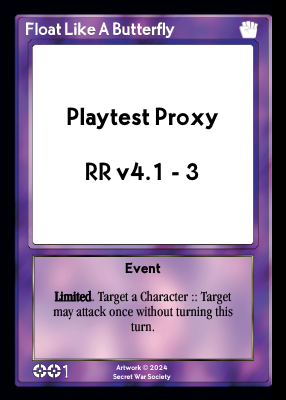 Float Like A Butterfly
Playtest Proxy
RR v4.1 - 3
Event
Limited. Target a Character :: Target
may attack once without turning this
turn.
1
Artwork © 2024
Secret War Society